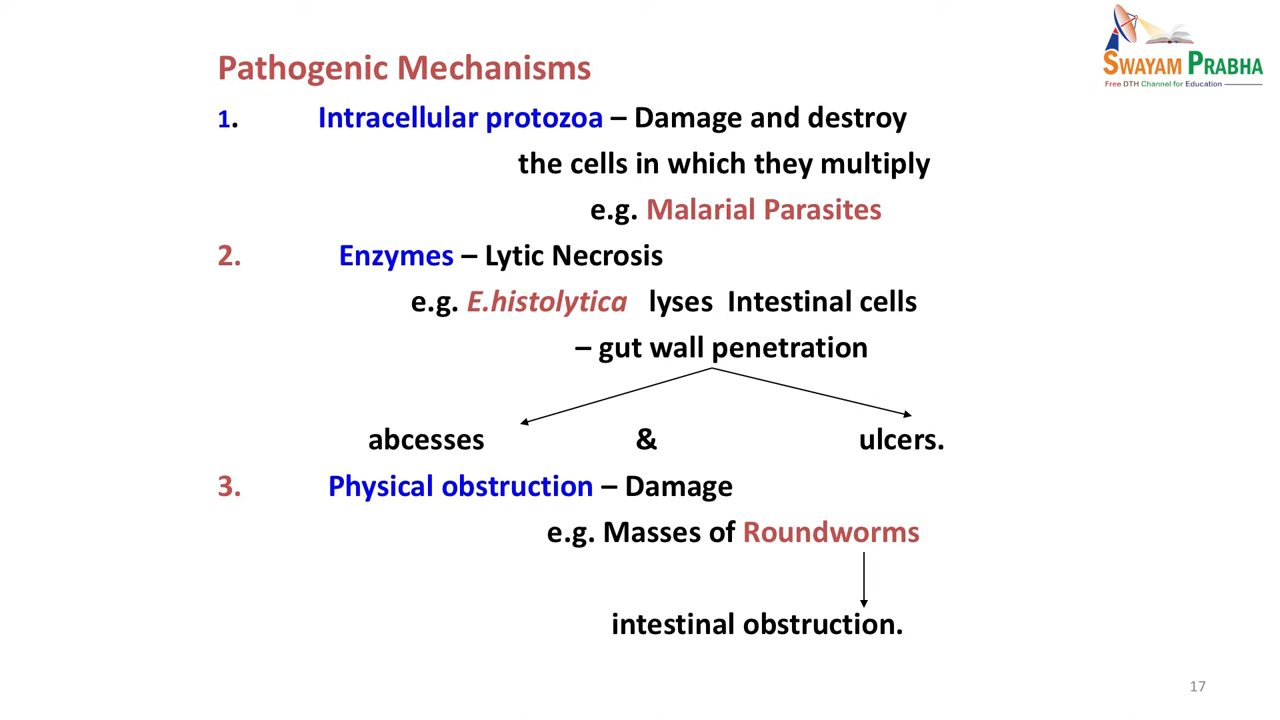 SWAYAM PRABHA
Free DTH Channel for Education
Pathogenic Mechanisms
1. Intracellular protozoa – Damage and destroy
the cells in which they multiply
e.g. Malarial Parasites
2. Enzymes – Lytic Necrosis
e.g. E.histolytica lyses Intestinal cells
– gut wall penetration
abcesses & ulcers.
3. Physical obstruction – Damage
e.g. Masses of Roundworms
intestinal obstruction.
17